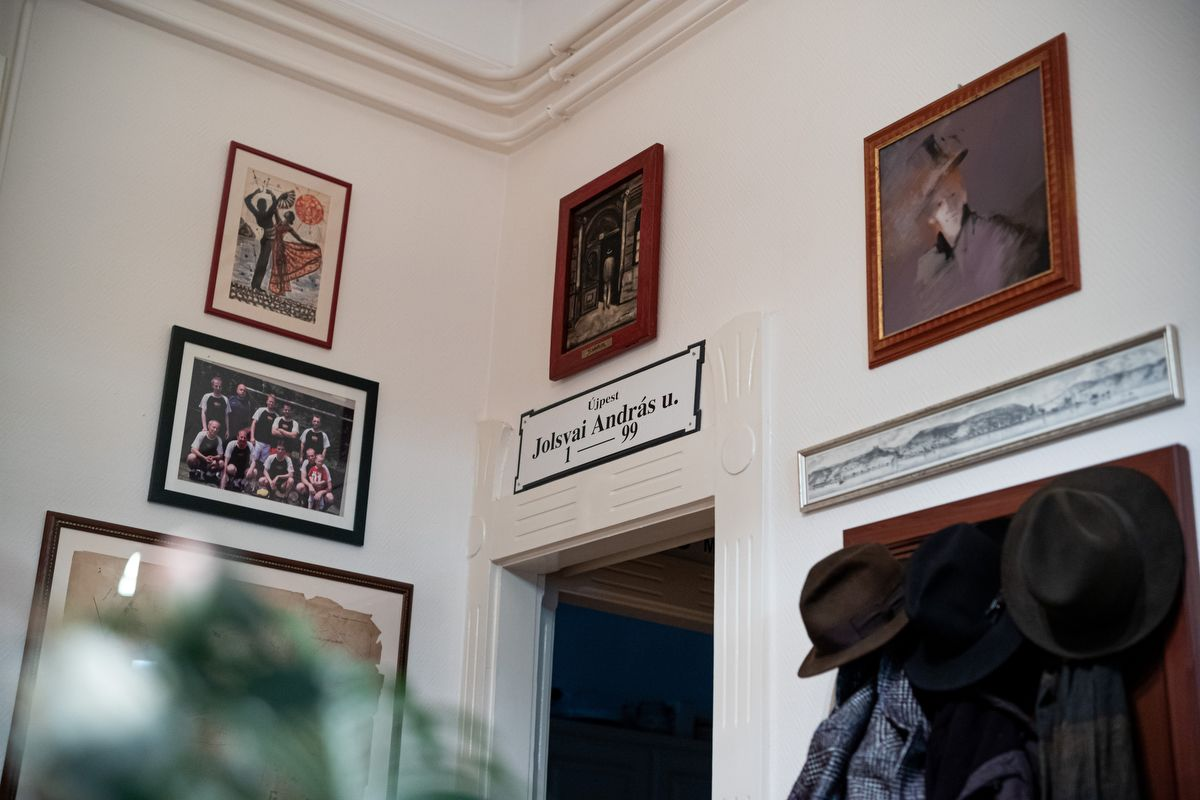 Újpest
Jolsvai András u.
1 — 99